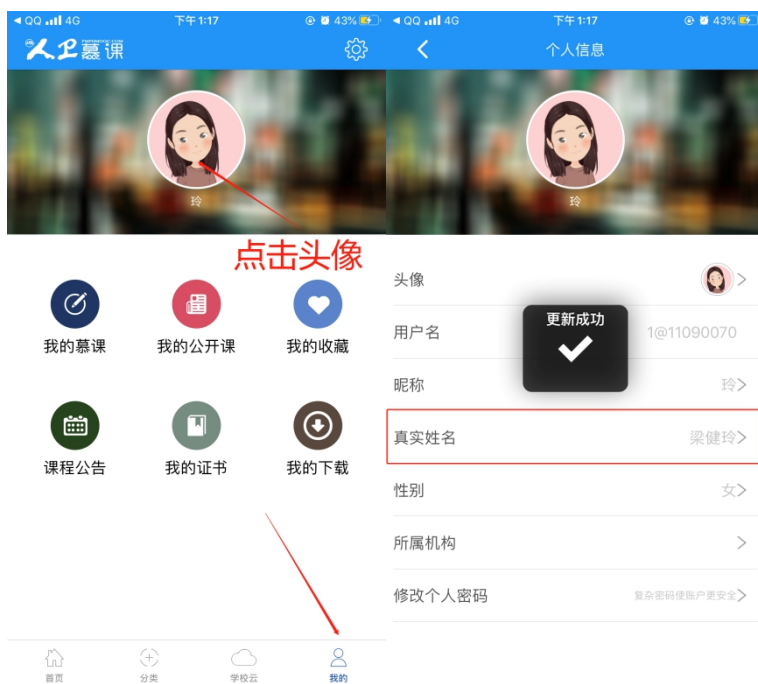 QQ 4G 下午1:17 43%
人卫慕课
玲
点击头像
我的慕课 我的公开课 我的收藏
课程公告 我的证书 我的下载
首页 分类 学校云 我的
QQ 4G 下午1:17 43%
个人信息
玲
头像
更新成功
用户名 1@11090070
昵称 玲
真实姓名 梁健玲
性别 女
所属机构
修改个人密码 复杂密码使账户更安全